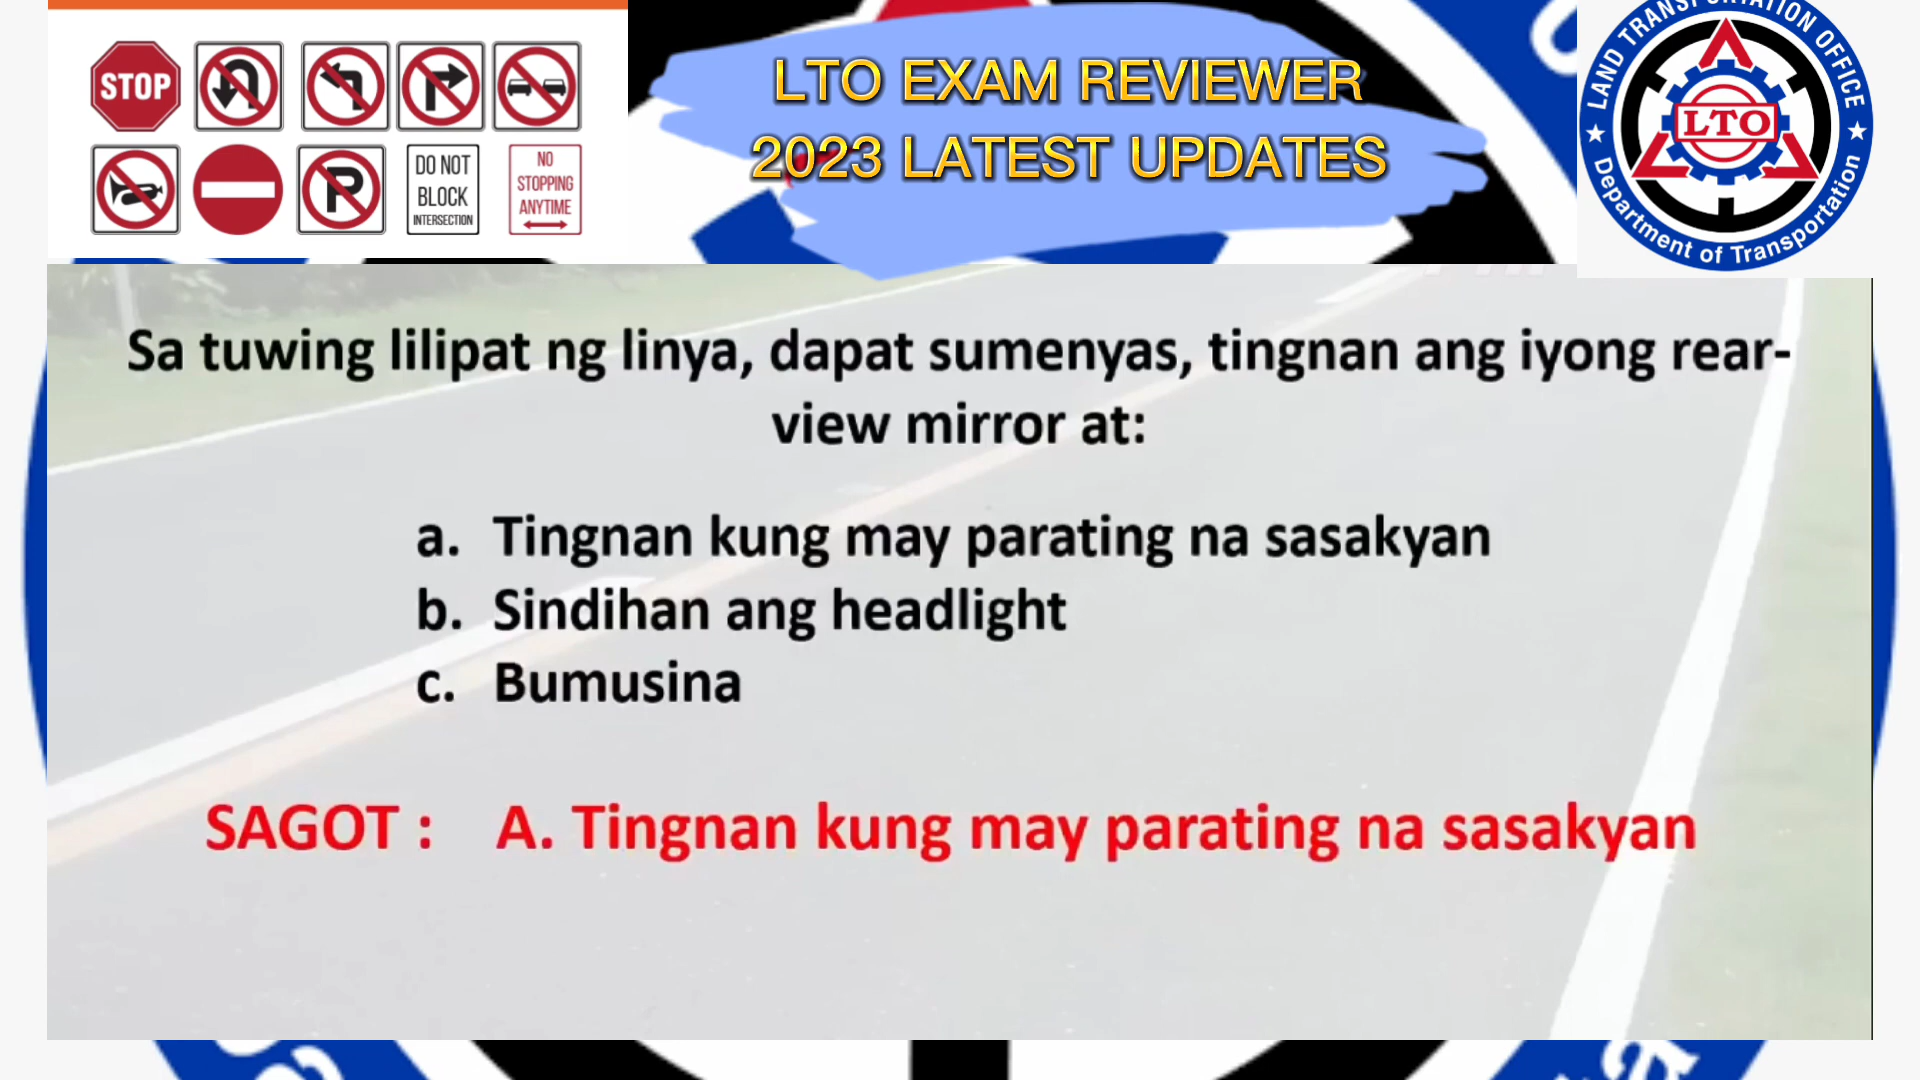 STOP
DO NOT
BLOCK
INTERSECTION
NO
STOPPING
ANYTIME
P
LTO EXAM REVIEWER
2023 LATEST UPDATES
LAND TRANSPORTATION OFFICE
LTO
Department of Transportation
Sa tuwing lilipat ng linya, dapat sumenyas, tingnan ang iyong rear-
view mirror at:
a. Tingnan kung may parating na sasakyan
b. Sindihan ang headlight
c. Bumusina
SAGOT : A. Tingnan kung may parating na sasakyan